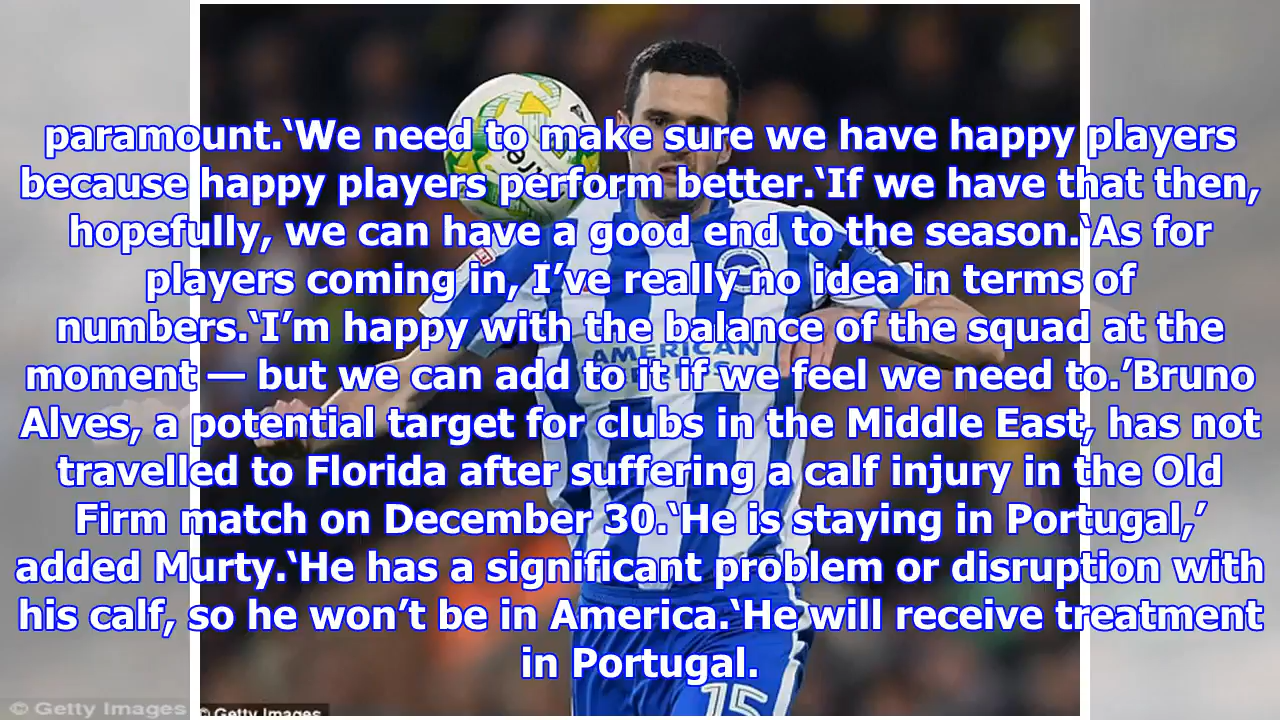 paramount.‘We need to make sure we have happy players
because happy players perform better.‘If we have that then,
hopefully, we can have a good end to the season.‘As for
players coming in, I’ve really no idea in terms of
numbers.‘I’m happy with the balance of the squad at the
moment — but we can add to it if we feel we need to.’Bruno
Alves, a potential target for clubs in the Middle East, has not
travelled to Florida after suffering a calf injury in the Old
Firm match on December 30.‘He is staying in Portugal,’
added Murty.‘He has a significant problem or disruption with
his calf, so he won’t be in America.‘He will receive treatment
in Portugal.
AMERICAN
15
© Getty Images
© Getty Images